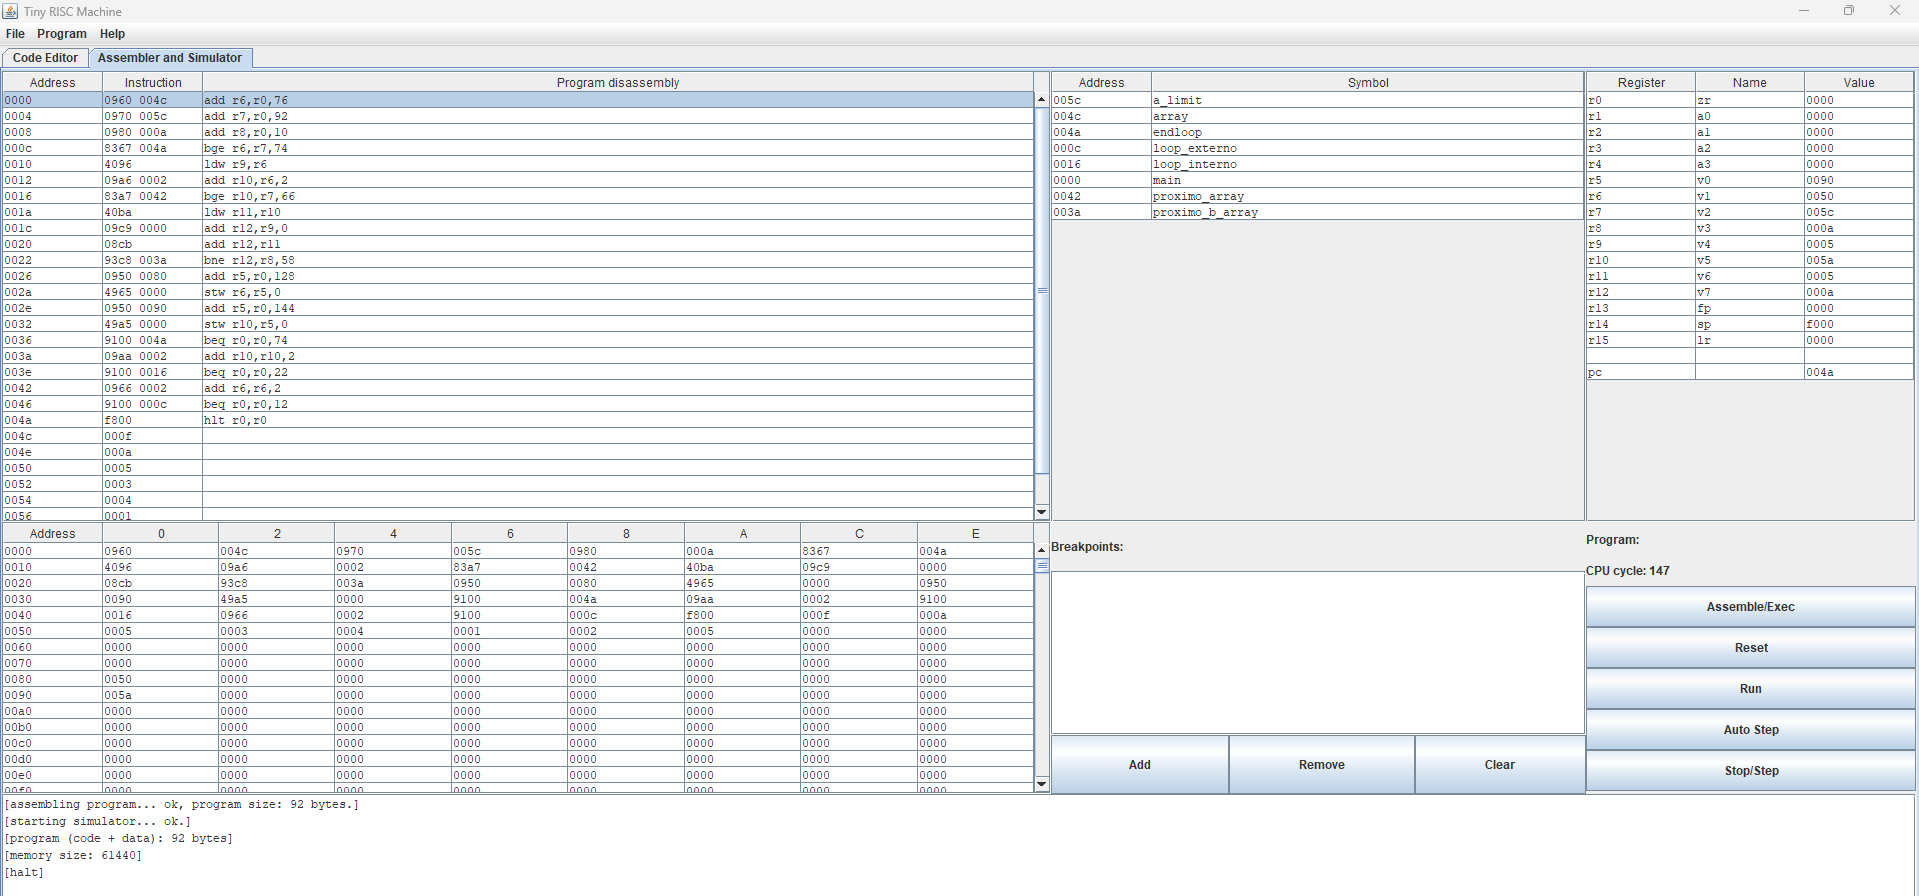 Tiny RISC Machine
File Program Help
Code Editor Assembler and Simulator
Address Instruction Program disassembly
0000 0960 004c add r6,r0,76
0004 0970 005c add r7,r0,92
0008 0980 000a add r8,r0,10
000c 8367 004a bge r6,r7,74
0010 4096 ldw r9,r6
0012 09a6 0002 add r10,r6,2
0016 83a7 0042 bge r10,r7,66
001a 40ba ldw r11,r10
001c 09c9 0000 add r12,r9,0
0020 08cb add r12,r11
0022 93c8 003a bne r12,r8,58
0026 0950 0080 add r5,r0,128
002a 4965 0000 stw r6,r5,0
002e 0950 0090 add r5,r0,144
0032 49a5 0000 stw r10,r5,0
0036 9100 004a beq r0,r0,74
003a 09aa 0002 add r10,r10,2
003e 9100 0016 beq r0,r0,22
0042 0966 0002 add r6,r6,2
0046 9100 000c beq r0,r0,12
004a f800 hlt r0,r0
004c 000f
004e 000a
0050 0005
0052 0003
0054 0004
0056 0001
Address Symbol
005c a_limit
004c array
004a endloop
000c loop_externo
0016 loop_interno
0000 main
0042 proximo_array
003a proximo_b_array
Register Name Value
r0 zr 0000
r1 a0 0000
r2 a1 0000
r3 a2 0000
r4 a3 0000
r5 v0 0090
r6 v1 0050
r7 v2 005c
r8 v3 000a
r9 v4 0005
r10 v5 005a
r11 v6 0005
r12 v7 000a
r13 fp 0000
r14 sp f000
r15 lr 0000
pc 004a
Address 0 2 4 6 8 A C E
0000 0960 004c 0970 005c 0980 000a 8367 004a
0010 4096 09a6 0002 83a7 0042 40ba 09c9 0000
0020 08cb 93c8 003a 0950 0080 4965 0000 0950
0030 0090 49a5 0000 9100 004a 09aa 0002 9100
0040 0016 0966 0002 9100 000c f800 000f 000a
0050 0005 0003 0004 0001 0002 0005 0000 0000
0060 0000 0000 0000 0000 0000 0000 0000 0000
0070 0000 0000 0000 0000 0000 0000 0000 0000
0080 0050 0000 0000 0000 0000 0000 0000 0000
0090 005a 0000 0000 0000 0000 0000 0000 0000
00a0 0000 0000 0000 0000 0000 0000 0000 0000
00b0 0000 0000 0000 0000 0000 0000 0000 0000
00c0 0000 0000 0000 0000 0000 0000 0000 0000
00d0 0000 0000 0000 0000 0000 0000 0000 0000
00e0 0000 0000 0000 0000 0000 0000 0000 0000
00f0 0000 0000 0000 0000 0000 0000 0000 0000
Breakpoints:
Add Remove Clear
Program:
CPU cycle: 147
Assemble/Exec
Reset
Run
Auto Step
Stop/Step
[assembling program... ok, program size: 92 bytes.]
[starting simulator... ok.]
[program (code + data): 92 bytes]
[memory size: 61440]
[halt]